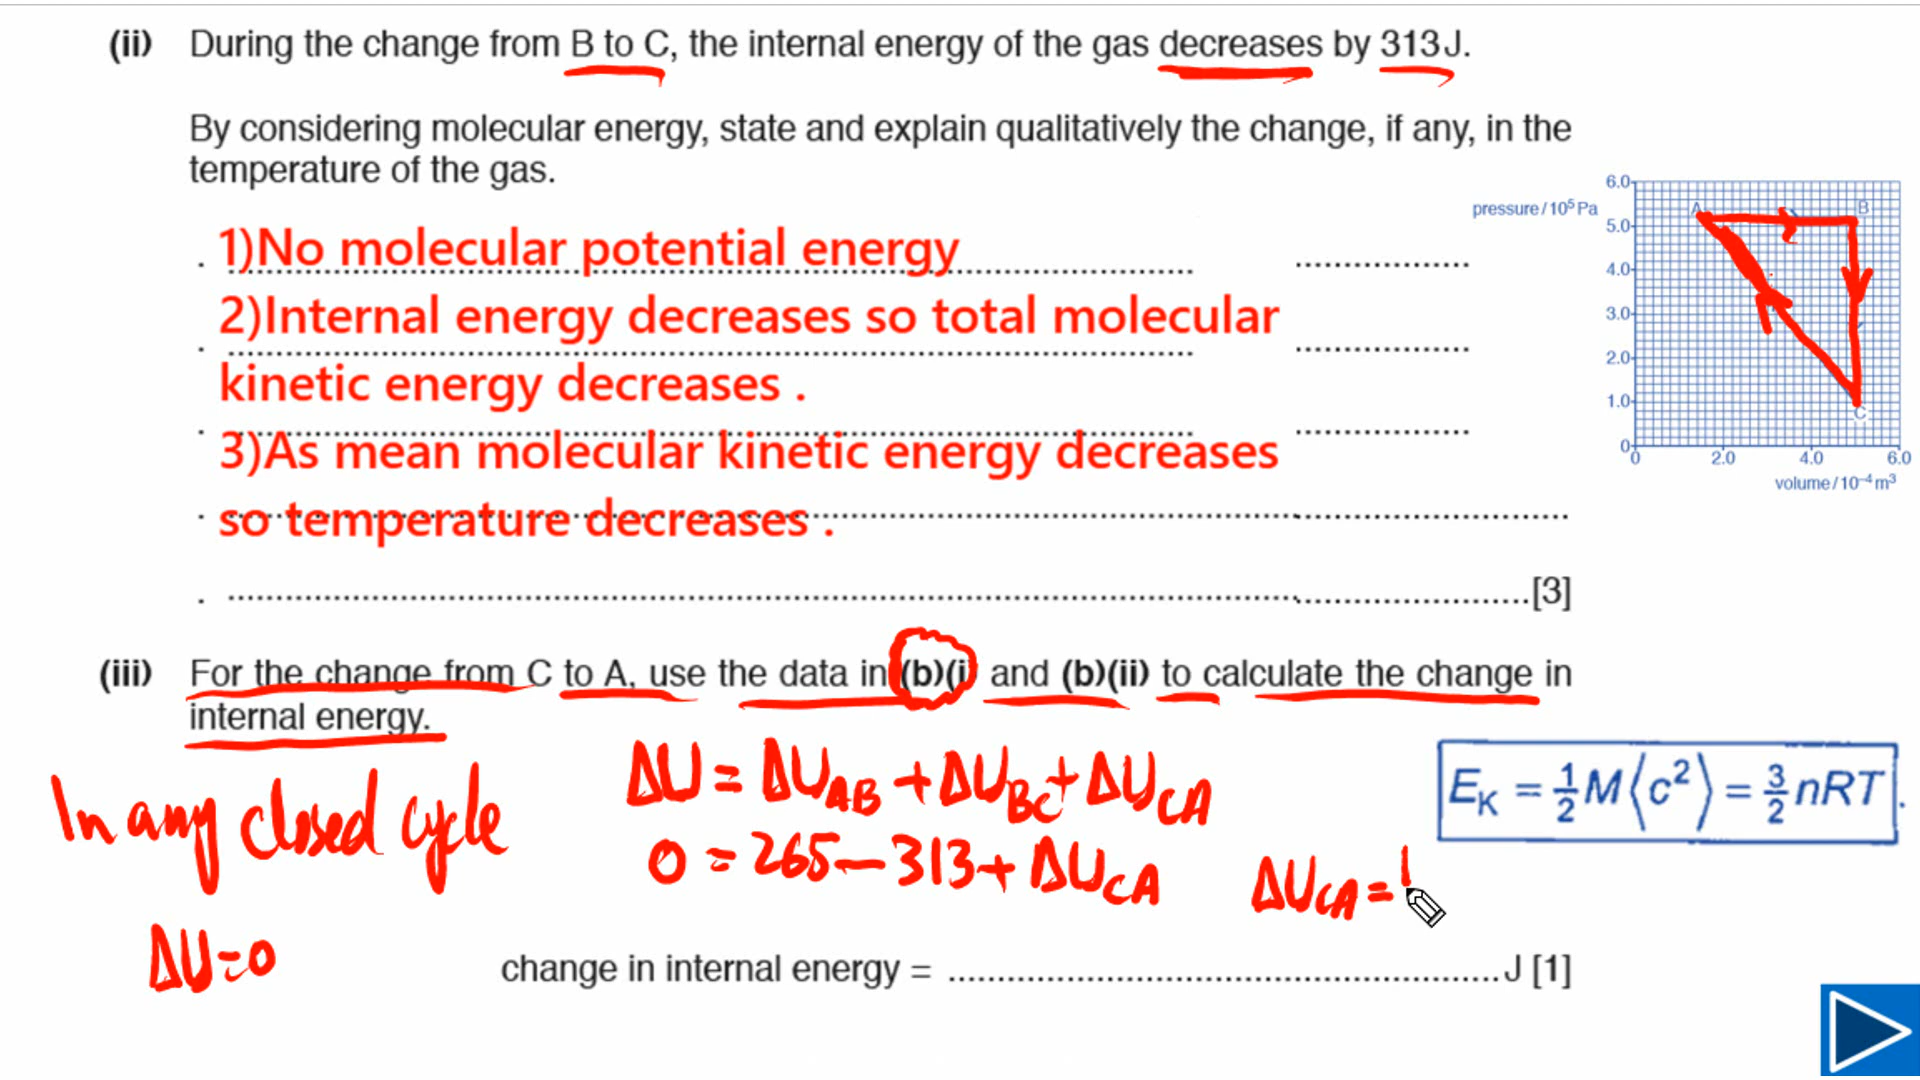 (ii) During the change from B to C, the internal energy of the gas decreases by 313J.
By considering molecular energy, state and explain qualitatively the change, if any, in the
temperature of the gas.
1)No molecular potential energy
2)Internal energy decreases so total molecular
kinetic energy decreases .
3)As mean molecular kinetic energy decreases
so temperature decreases .
[3]
pressure/10⁵Pa
6.0
5.0
4.0
3.0
2.0
1.0
0
A
B
C
0 2.0 4.0 6.0
volume/10⁻⁴m³
(iii) For the change from C to A, use the data in (b)(i) and (b)(ii) to calculate the change in
internal energy.
In any closed cycle
ΔU=0
ΔU = ΔU_AB + ΔU_BC + ΔU_CA
0 = 265 – 313 + ΔU_CA
ΔU_CA =
E_K = ½M⟨c²⟩ = 3/2 nRT .
change in internal energy = ........................................................ J [1]